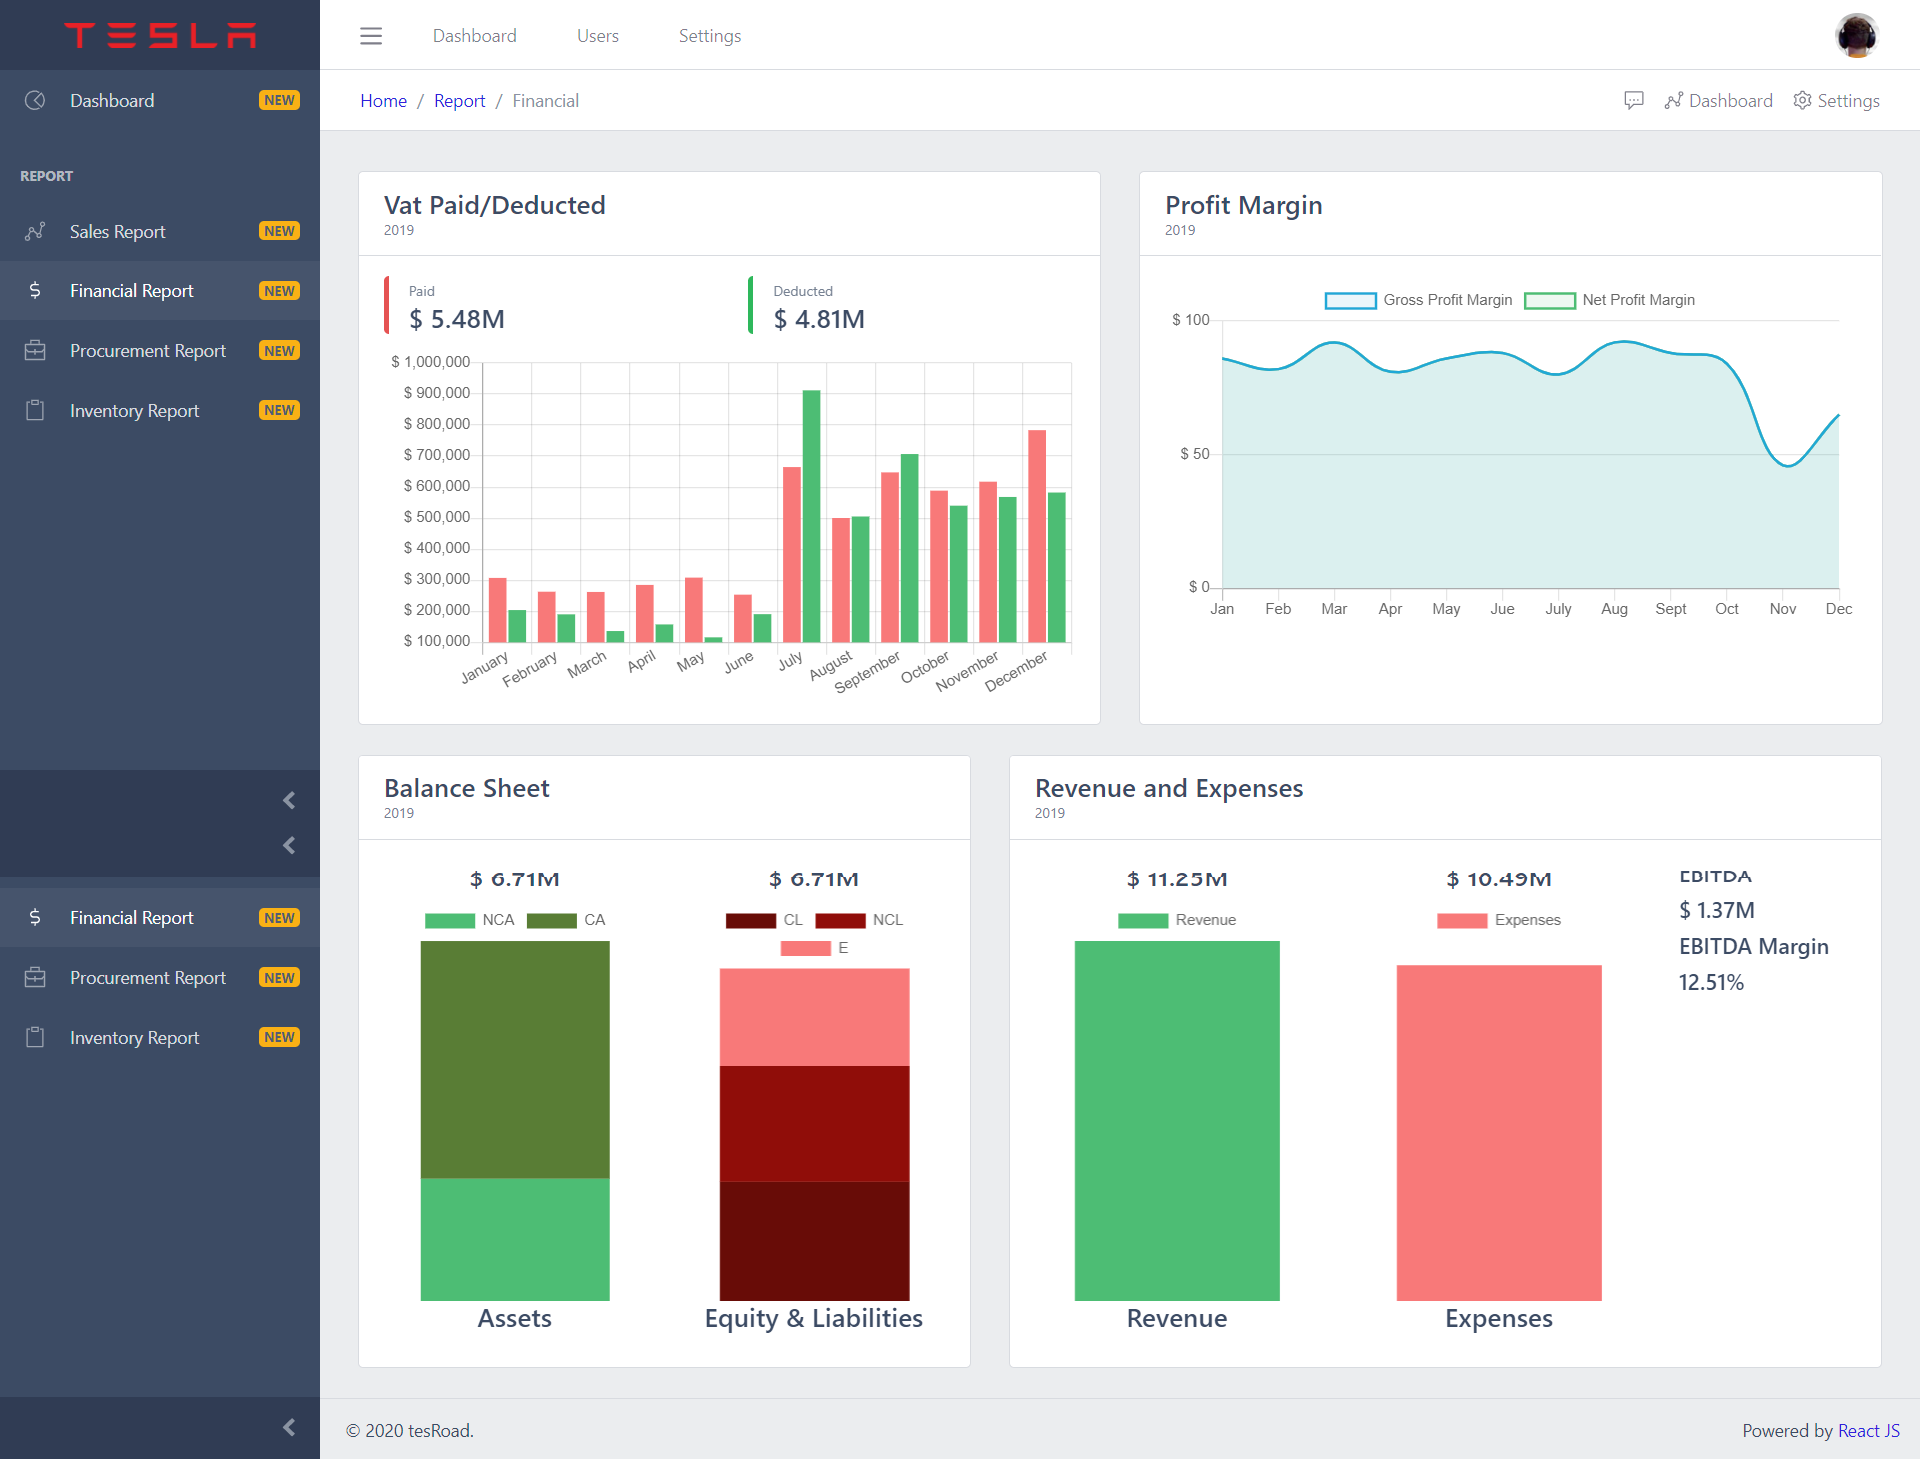 TESLA
Dashboard NEW
REPORT
Sales Report NEW
Financial Report NEW
Procurement Report NEW
Inventory Report NEW
Financial Report NEW
Procurement Report NEW
Inventory Report NEW
Dashboard Users Settings
Home / Report / Financial
Dashboard Settings
Vat Paid/Deducted
2019
Paid
$ 5.48M
Deducted
$ 4.81M
$ 1,000,000
$ 900,000
$ 800,000
$ 700,000
$ 600,000
$ 500,000
$ 400,000
$ 300,000
$ 200,000
$ 100,000
January February March April May June July August September October November December
Profit Margin
2019
Gross Profit Margin Net Profit Margin
$ 100
$ 50
$ 0
Jan Feb Mar Apr May Jue July Aug Sept Oct Nov Dec
Balance Sheet
2019
$ 6.71M
NCA CA
Assets
$ 6.71M
CL NCL
E
Equity & Liabilities
Revenue and Expenses
2019
$ 11.25M
Revenue
Revenue
$ 10.49M
Expenses
Expenses
EBITDA
$ 1.37M
EBITDA Margin
12.51%
© 2020 tesRoad.
Powered by React JS